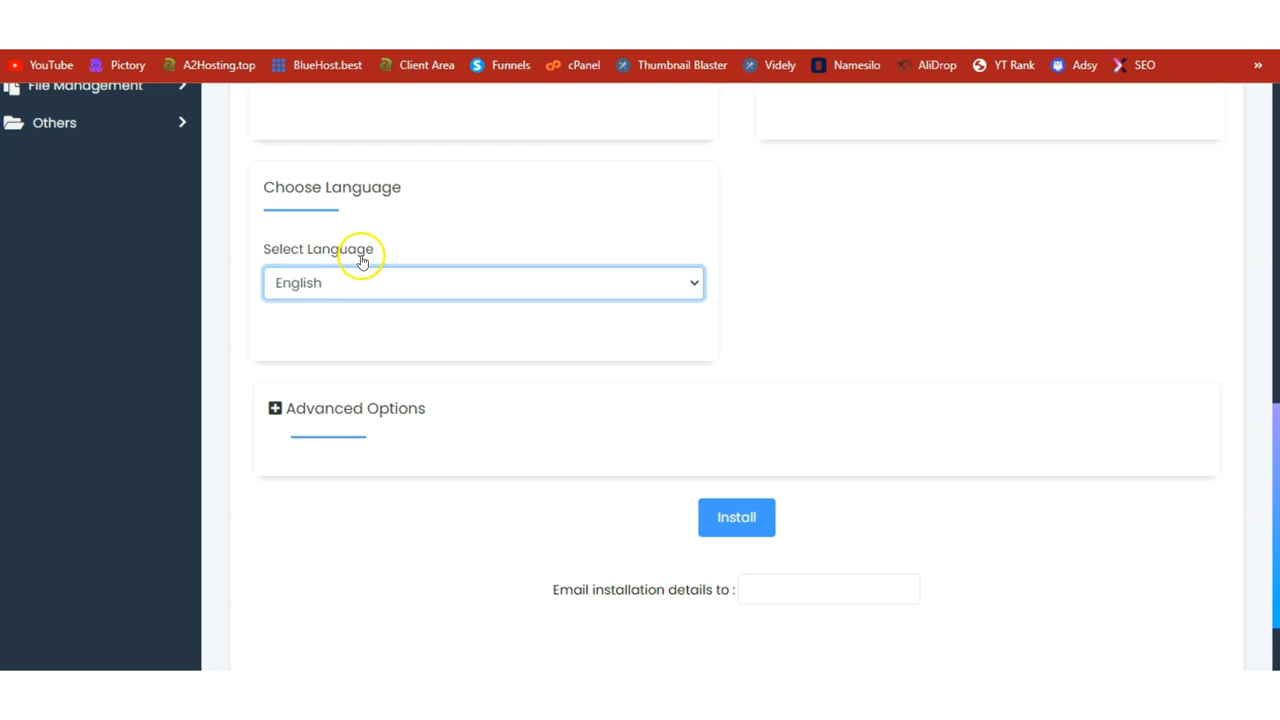 YouTube Pictory A2Hosting.top BlueHost.best Client Area Funnels cPanel Thumbnail Blaster Videly Namesilo AliDrop YT Rank Adsy SEO »
File Management
Others
Choose Language
Select Language
English
Advanced Options
Install
Email installation details to :